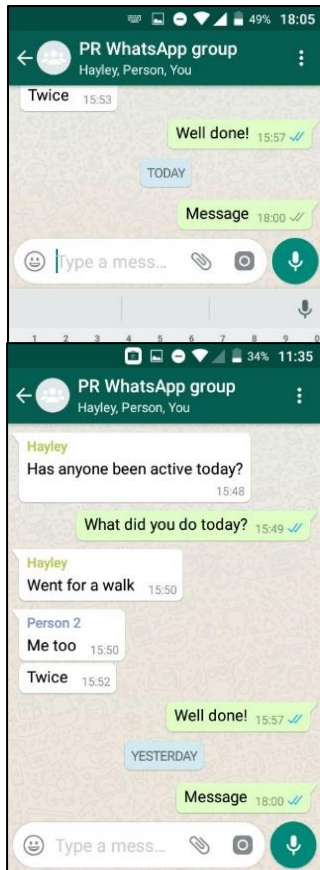 49% 18:05
PR WhatsApp group
Hayley, Person, You
Twice 15:53
Well done! 15:57
TODAY
Message 18:00
Type a mess...
1 2 3 4 5 6 7 8 9 0
34% 11:35
PR WhatsApp group
Hayley, Person, You
Hayley
Has anyone been active today?
15:48
What did you do today? 15:49
Hayley
Went for a walk 15:50
Person 2
Me too 15:50
Twice 15:52
Well done! 15:57
YESTERDAY
Message 18:00
Type a mess...